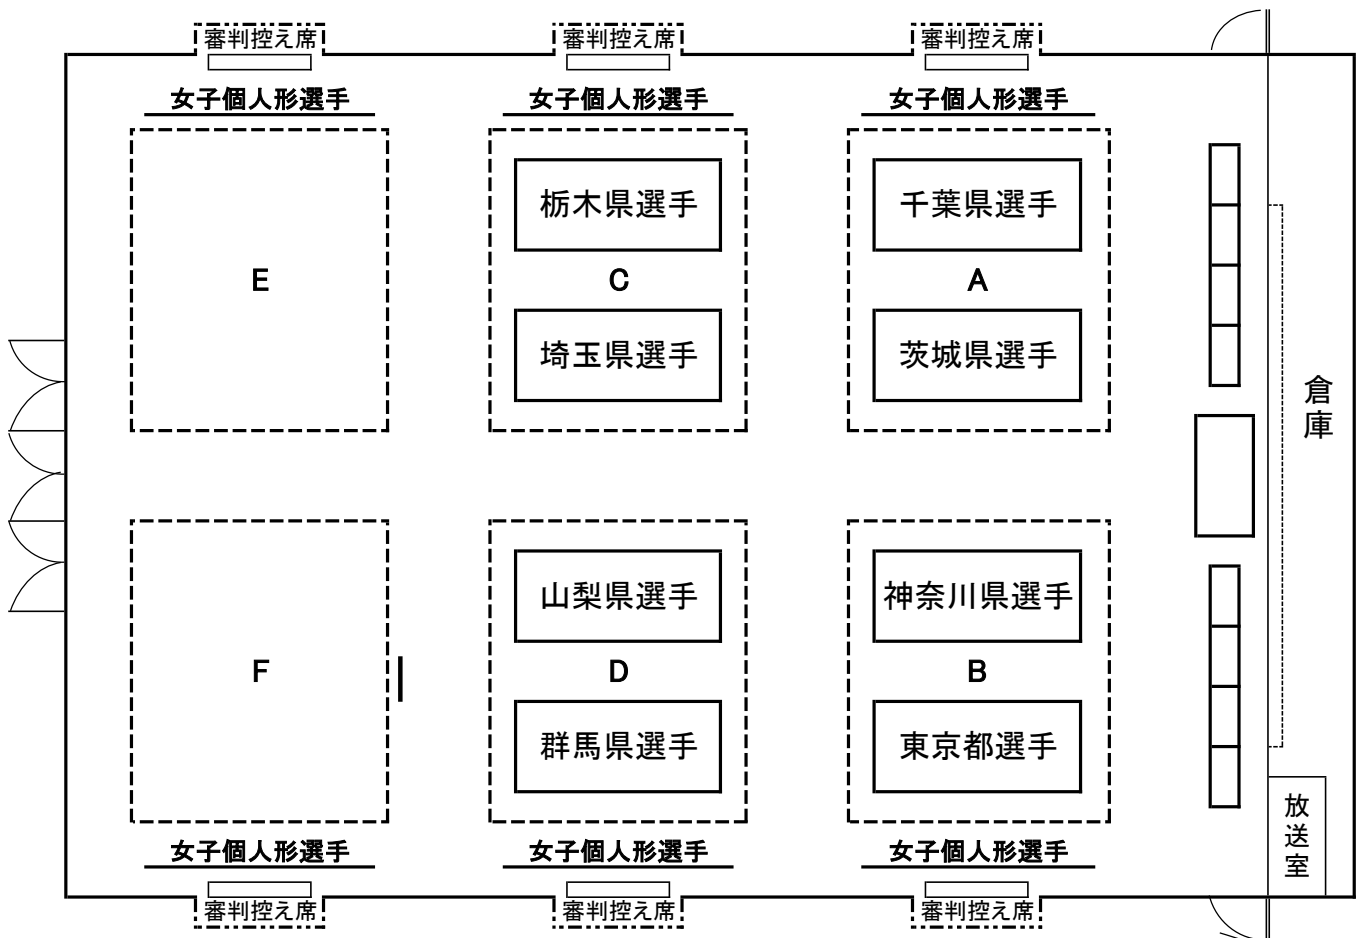 審判控え席
審判控え席
審判控え席
女子個人形選手
女子個人形選手
女子個人形選手
栃木県選手
千葉県選手
E
C
A
埼玉県選手
茨城県選手
倉庫
山梨県選手
神奈川県選手
F
D
B
群馬県選手
東京都選手
放送室
女子個人形選手
女子個人形選手
女子個人形選手
審判控え席
審判控え席
審判控え席